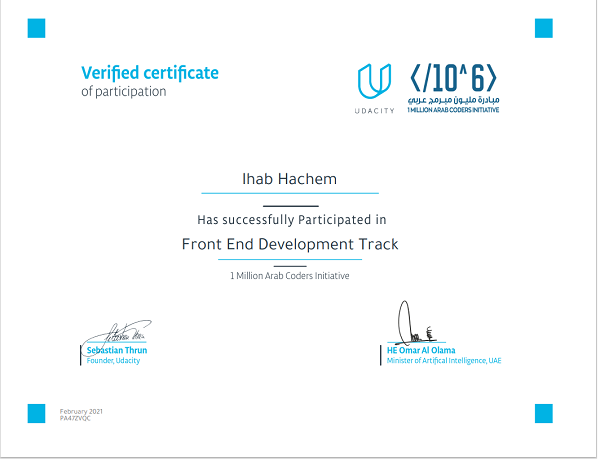 Verified certificate
of participation
UDACITY
</10^6>
مبادرة مليون مبرمج عربي
1 MILLION ARAB CODERS INITIATIVE
Ihab Hachem
Has successfully Participated in
Front End Development Track
1 Million Arab Coders Initiative
Sebastian Thrun
Founder, Udacity
HE Omar Al Olama
Minister of Artifical Intelligence, UAE
February 2021
PA47ZVQC